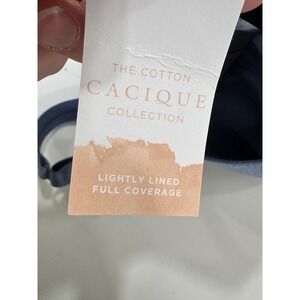 THE COTTON
CACIQUE
COLLECTION
LIGHTLY LINED
FULL COVERAGE